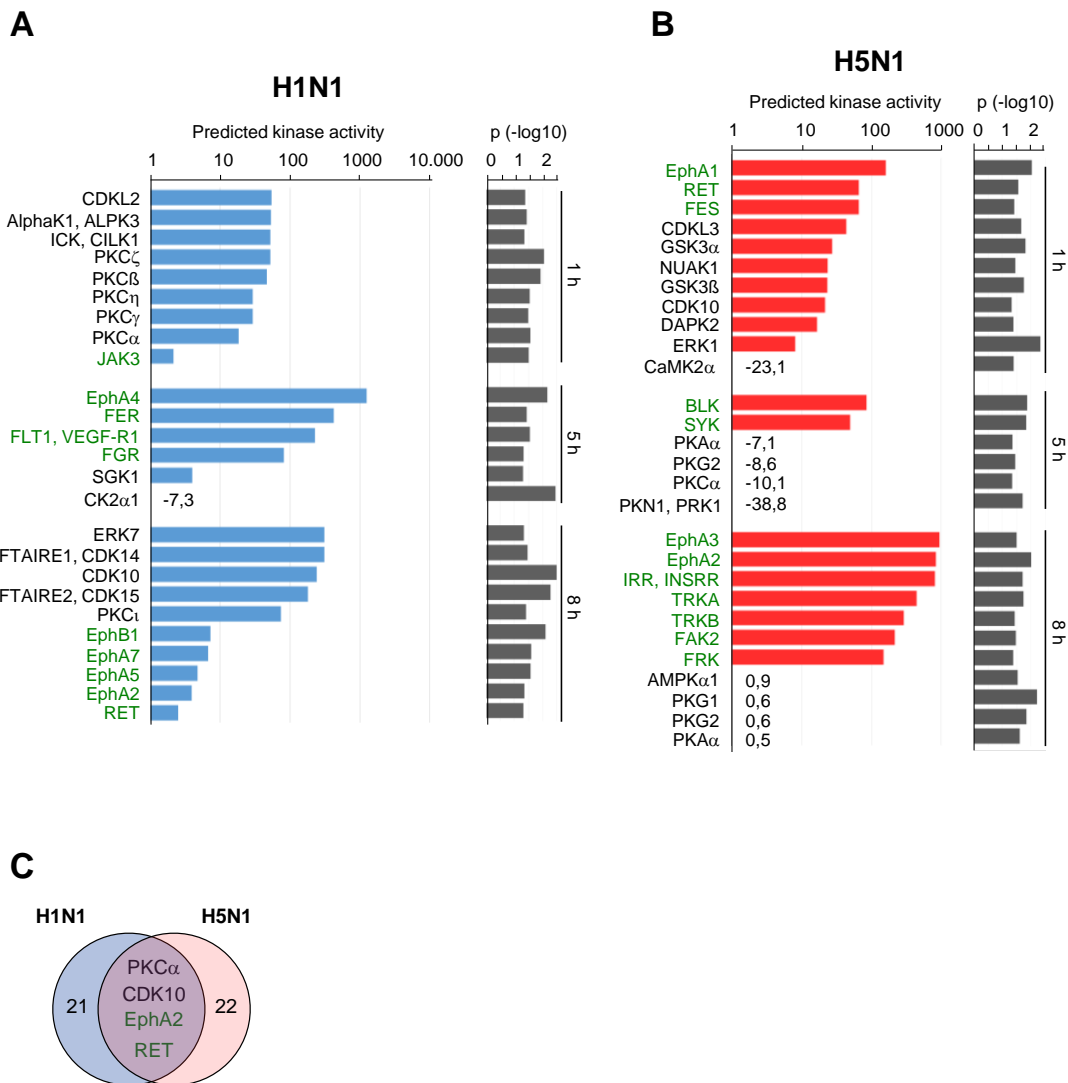 A
H1N1
Predicted kinase activity
p (-log10)
1 10 100 1000 10.000
0 1 2
CDKL2
AlphaK1, ALPK3
ICK, CILK1
PKCζ
PKCß
PKCη
PKCγ
PKCα
JAK3
1 h
EphA4
FER
FLT1, VEGF-R1
FGR
SGK1
CK2α1 -7,3
5 h
ERK7
FTAIRE1, CDK14
CDK10
FTAIRE2, CDK15
PKCι
EphB1
EphA7
EphA5
EphA2
RET
8 h
B
H5N1
Predicted kinase activity
p (-log10)
1 10 100 1000
0 1 2
EphA1
RET
FES
CDKL3
GSK3α
NUAK1
GSK3ß
CDK10
DAPK2
ERK1
CaMK2α -23,1
1 h
BLK
SYK
PKAα -7,1
PKG2 -8,6
PKCα -10,1
PKN1, PRK1 -38,8
5 h
EphA3
EphA2
IRR, INSRR
TRKA
TRKB
FAK2
FRK
AMPKα1 0,9
PKG1 0,6
PKG2 0,6
PKAα 0,5
8 h
C
H1N1 H5N1
21
PKCα
CDK10
EphA2
RET
22